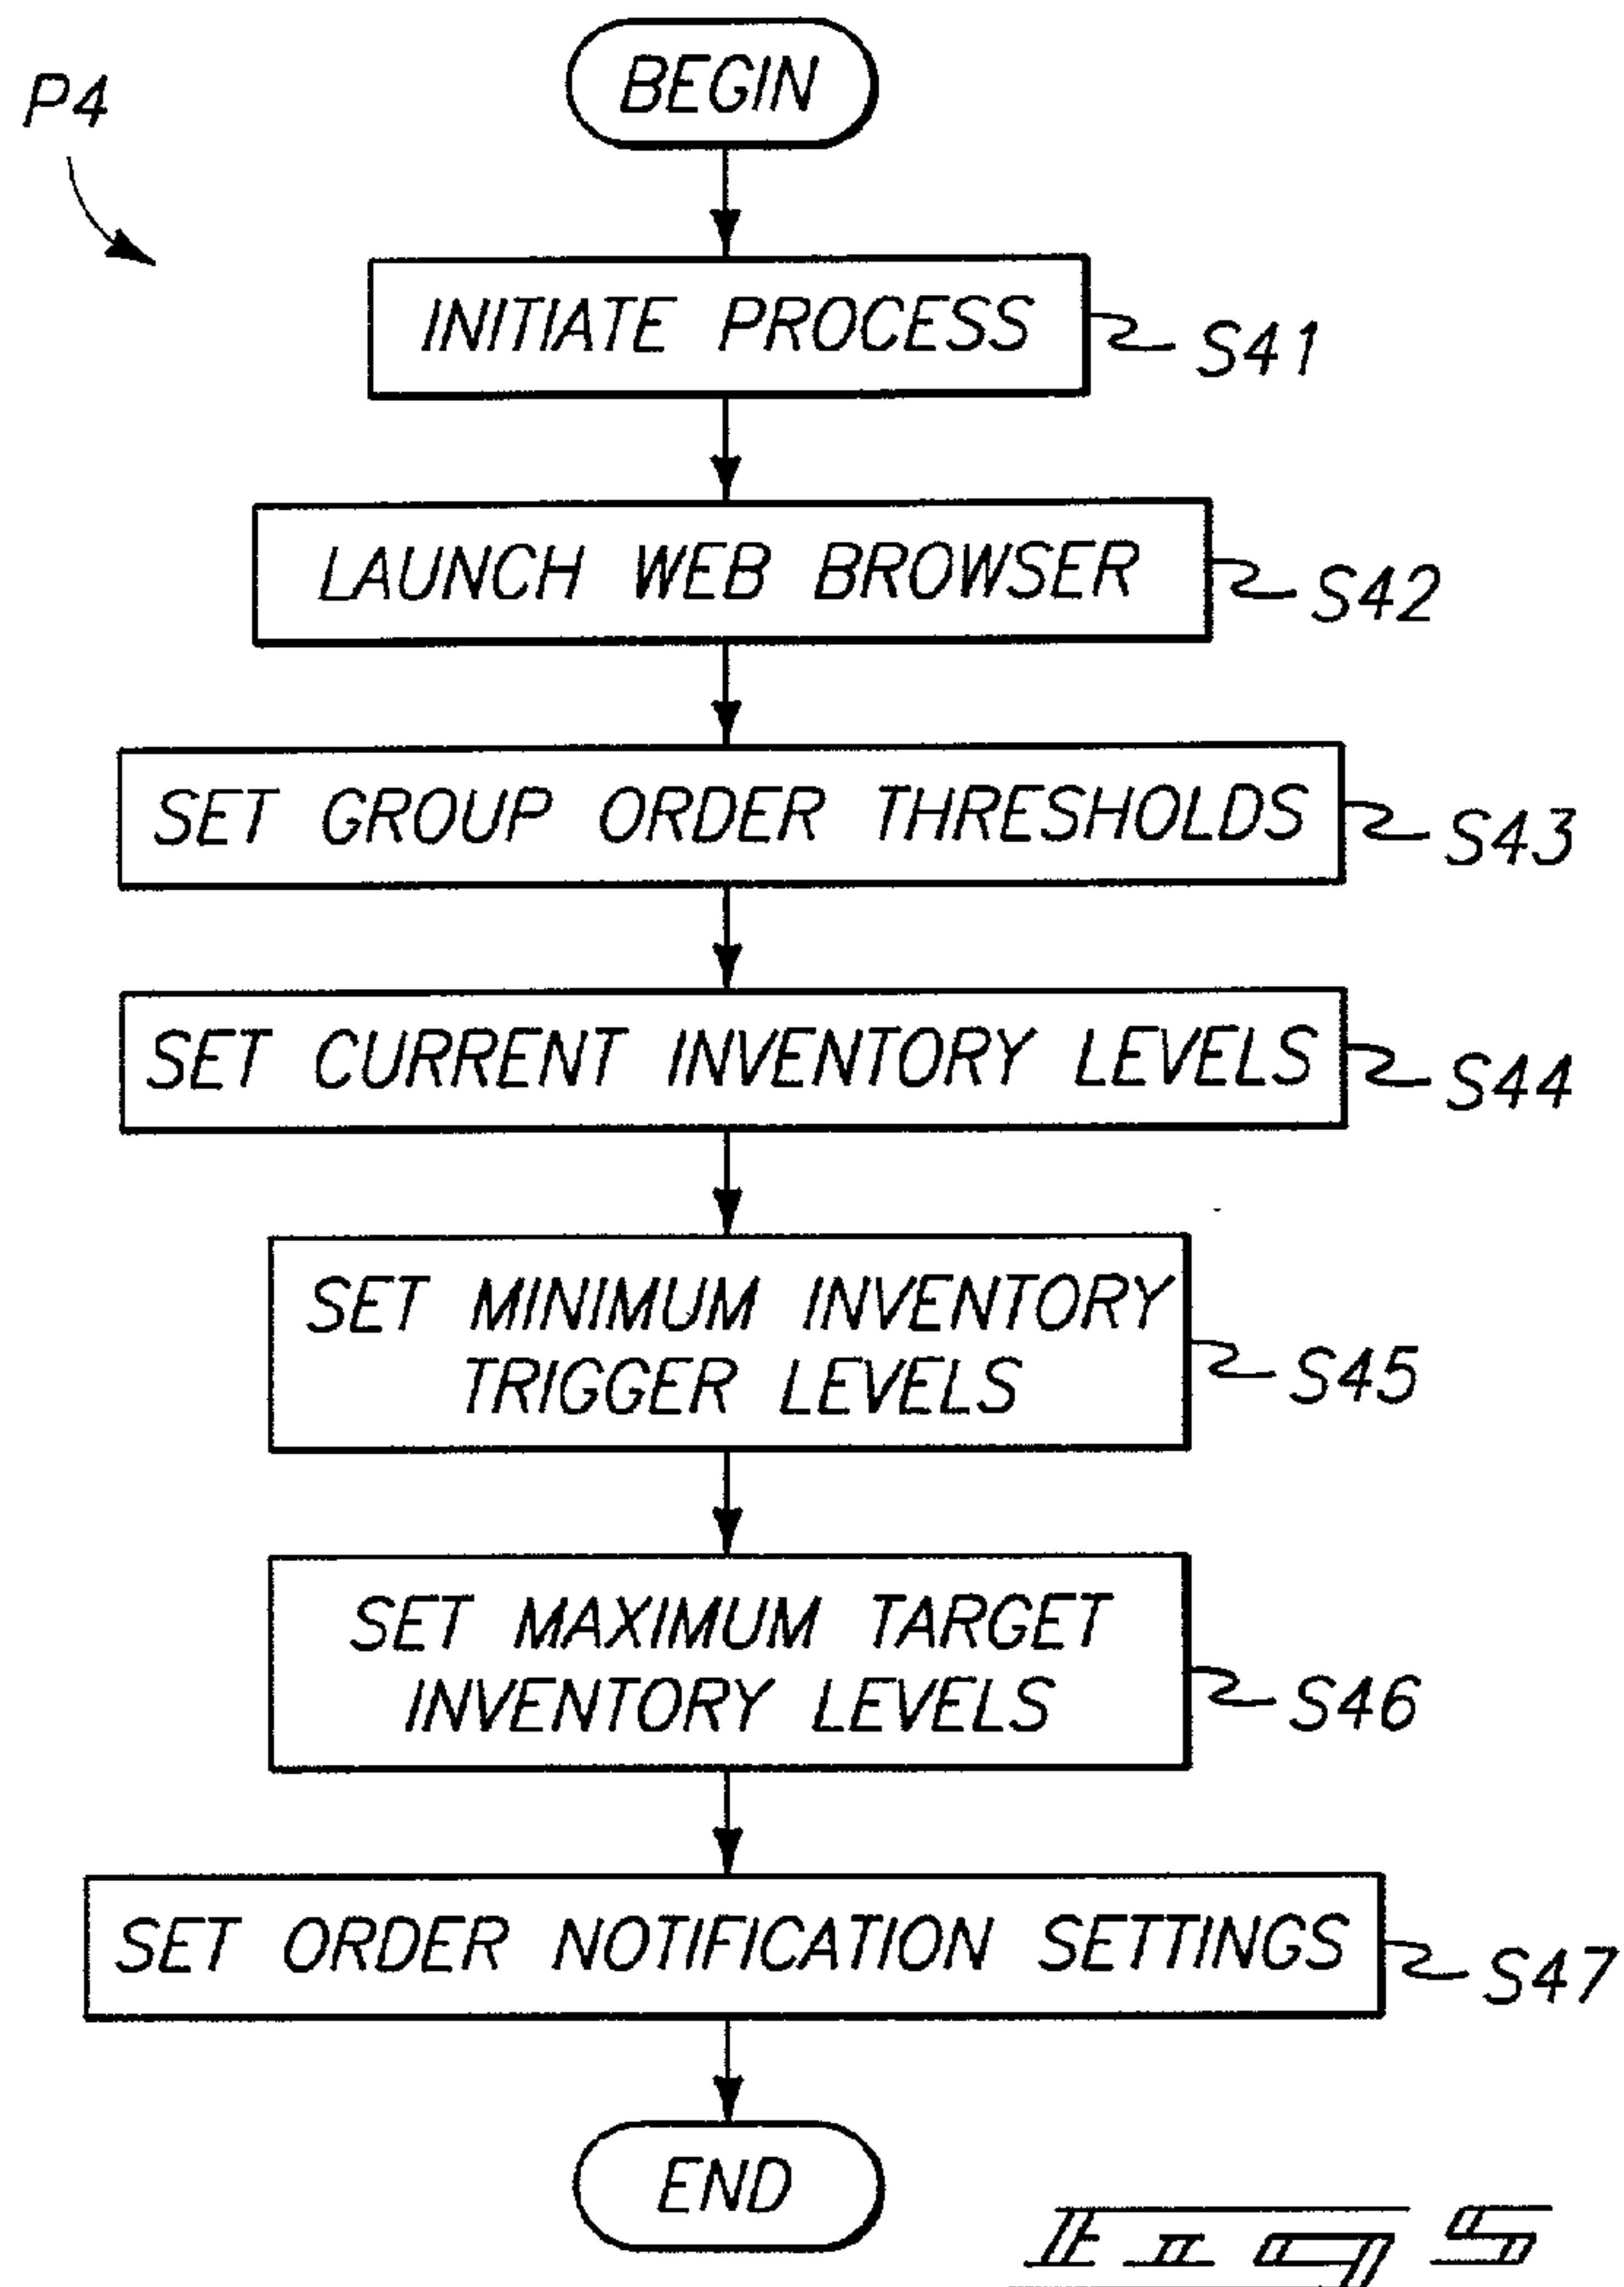 P4
BEGIN
INITIATE PROCESS
S41
LAUNCH WEB BROWSER
S42
SET GROUP ORDER THRESHOLDS
S43
SET CURRENT INVENTORY LEVELS
S44
SET MINIMUM INVENTORY
TRIGGER LEVELS
S45
SET MAXIMUM TARGET
INVENTORY LEVELS
S46
SET ORDER NOTIFICATION SETTINGS
S47
END
Fig 5